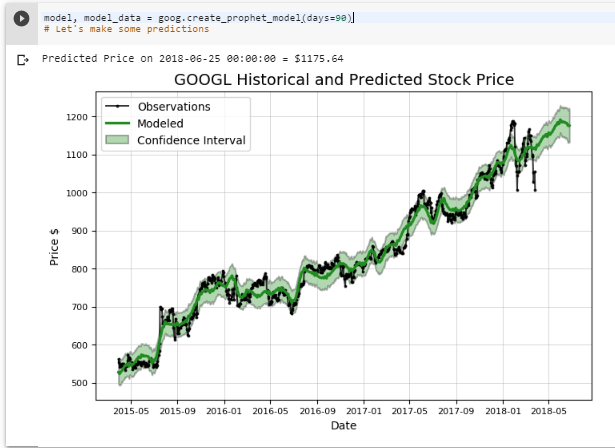 model, model_data = goog.create_prophet_model(days=90)
# Let's make some predictions
Predicted Price on 2018-06-25 00:00:00 = $1175.64
GOOGL Historical and Predicted Stock Price
Observations
Modeled
Confidence Interval
1200
1100
1000
900
800
700
600
500
Price $
2015-05 2015-09 2016-01 2016-05 2016-09 2017-01 2017-05 2017-09 2018-01 2018-05
Date